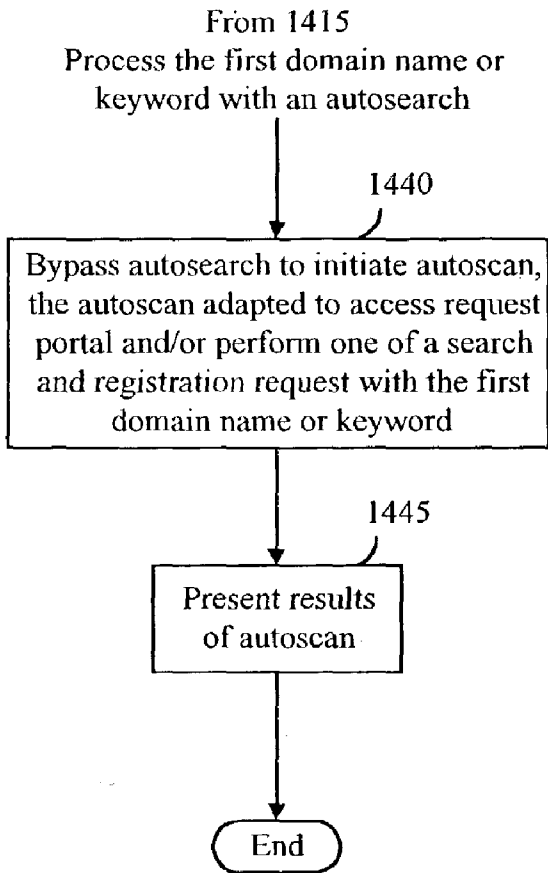 From 1415
Process the first domain name or
keyword with an autosearch
1440
Bypass autosearch to initiate autoscan,
the autoscan adapted to access request
portal and/or perform one of a search
and registration request with the first
domain name or keyword
1445
Present results
of autoscan
End